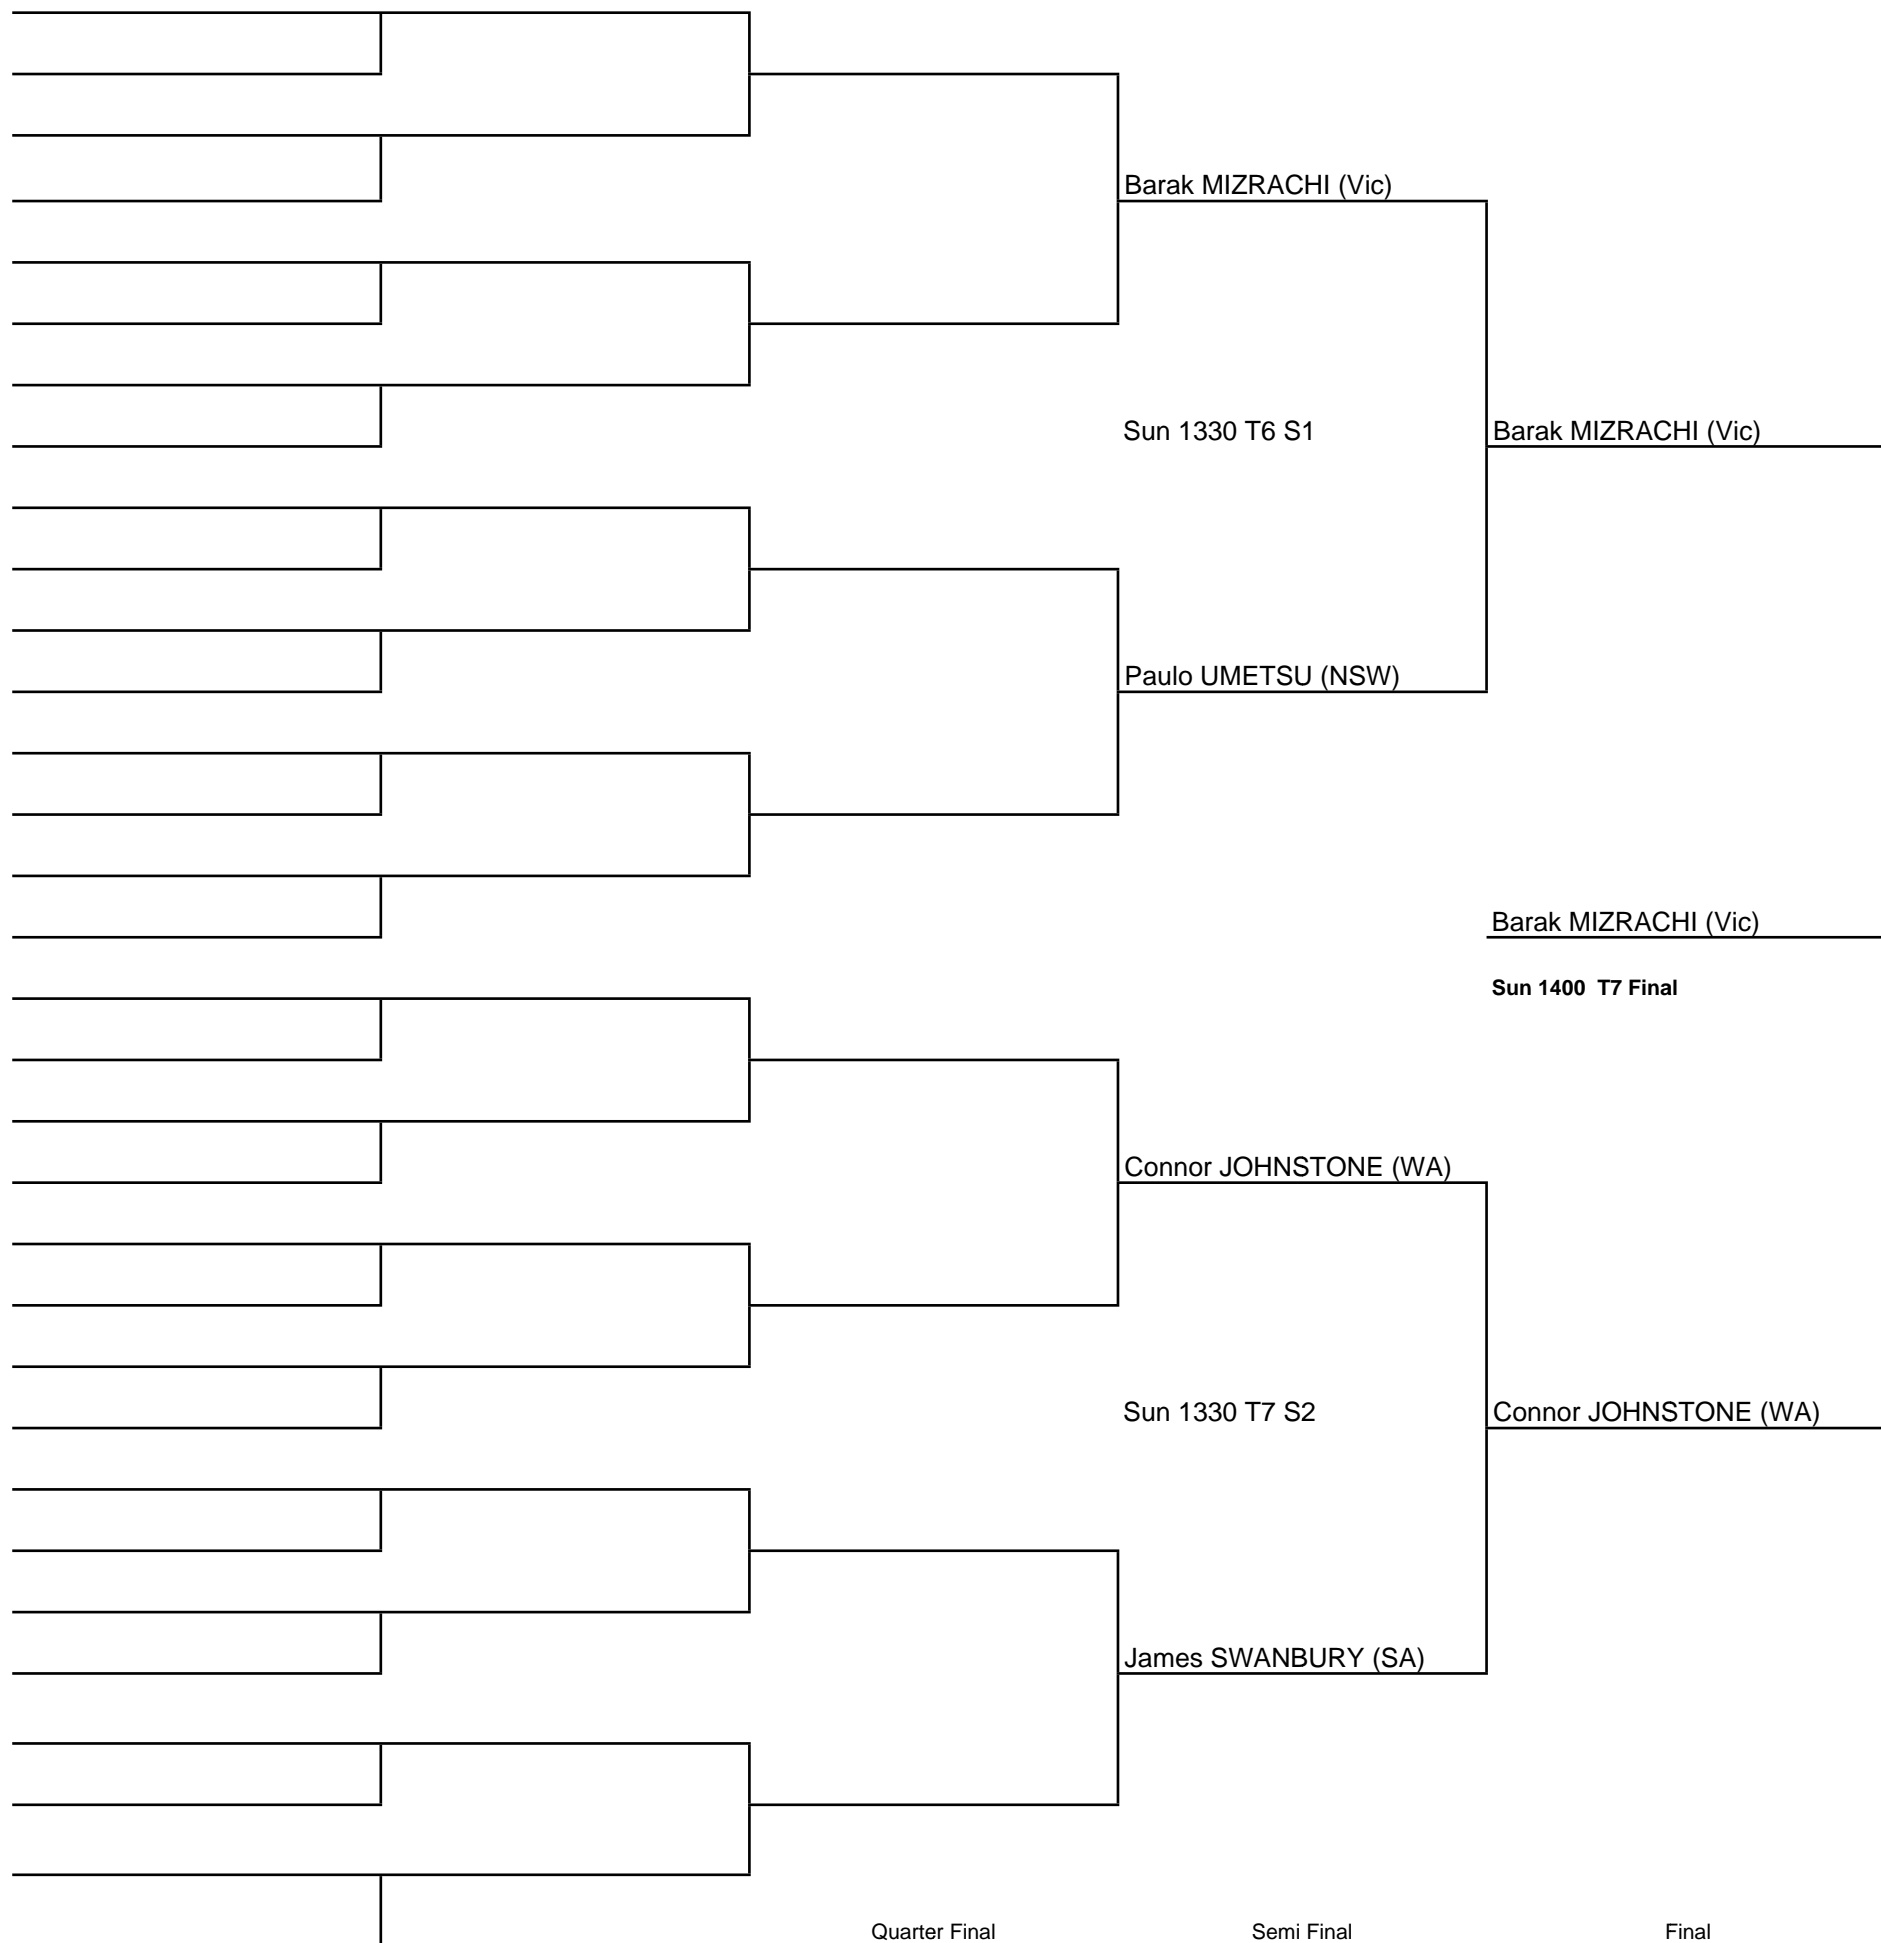 Barak MIZRACHI (Vic)
Sun 1330 T6 S1
Barak MIZRACHI (Vic)
Paulo UMETSU (NSW)
Barak MIZRACHI (Vic)
Sun 1400  T7 Final
Connor JOHNSTONE (WA)
Sun 1330 T7 S2
Connor JOHNSTONE (WA)
James SWANBURY (SA)
Quarter Final
Semi Final
Final